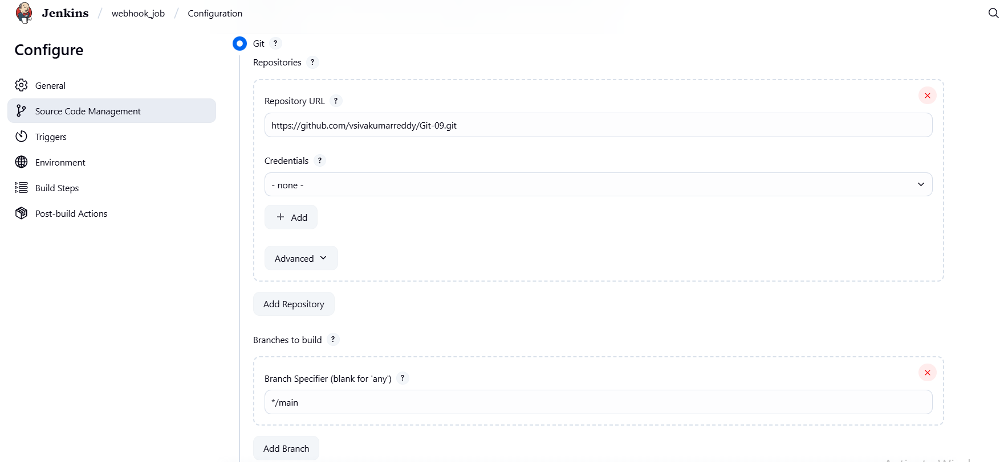 Jenkins / webhook_job / Configuration
Configure
General
Source Code Management
Triggers
Environment
Build Steps
Post-build Actions
Git ?
Repositories ?
Repository URL ?
https://github.com/vsivakumarreddy/Git-09.git
Credentials ?
- none -
+ Add
Advanced
Add Repository
Branches to build ?
Branch Specifier (blank for 'any') ?
*/main
Add Branch